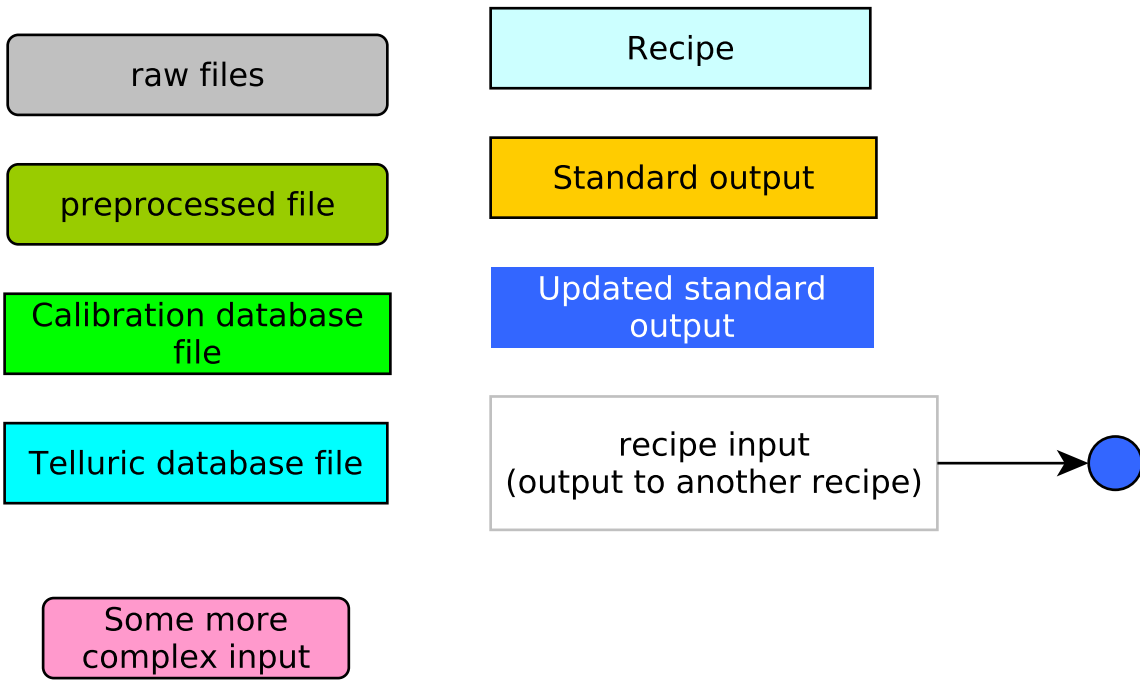 raw files
preprocessed file
Calibration database
file
Telluric database file
Some more
complex input
Recipe
Standard output
Updated standard
output
recipe input
(output to another recipe)